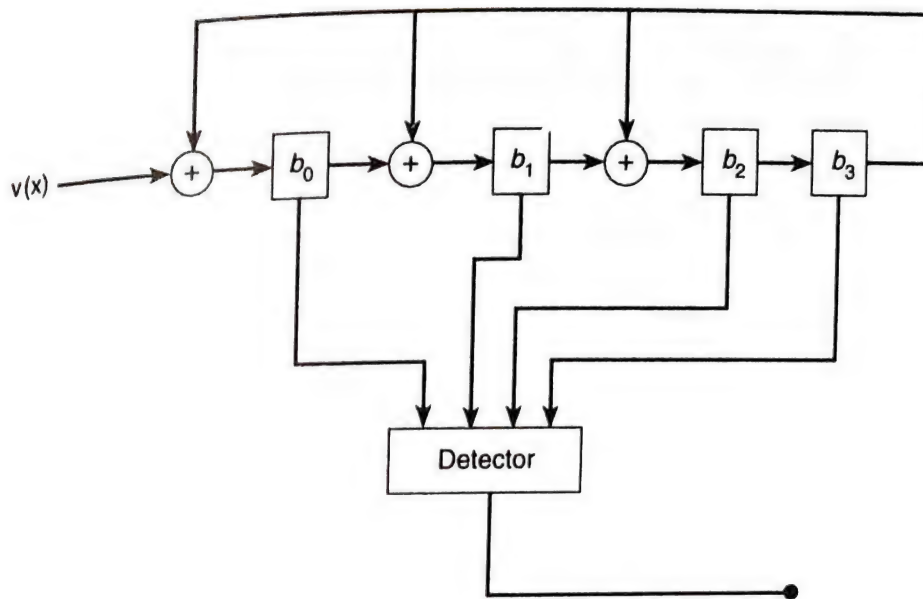 v(x) + b₀ + b₁ + b₂ b₃
Detector